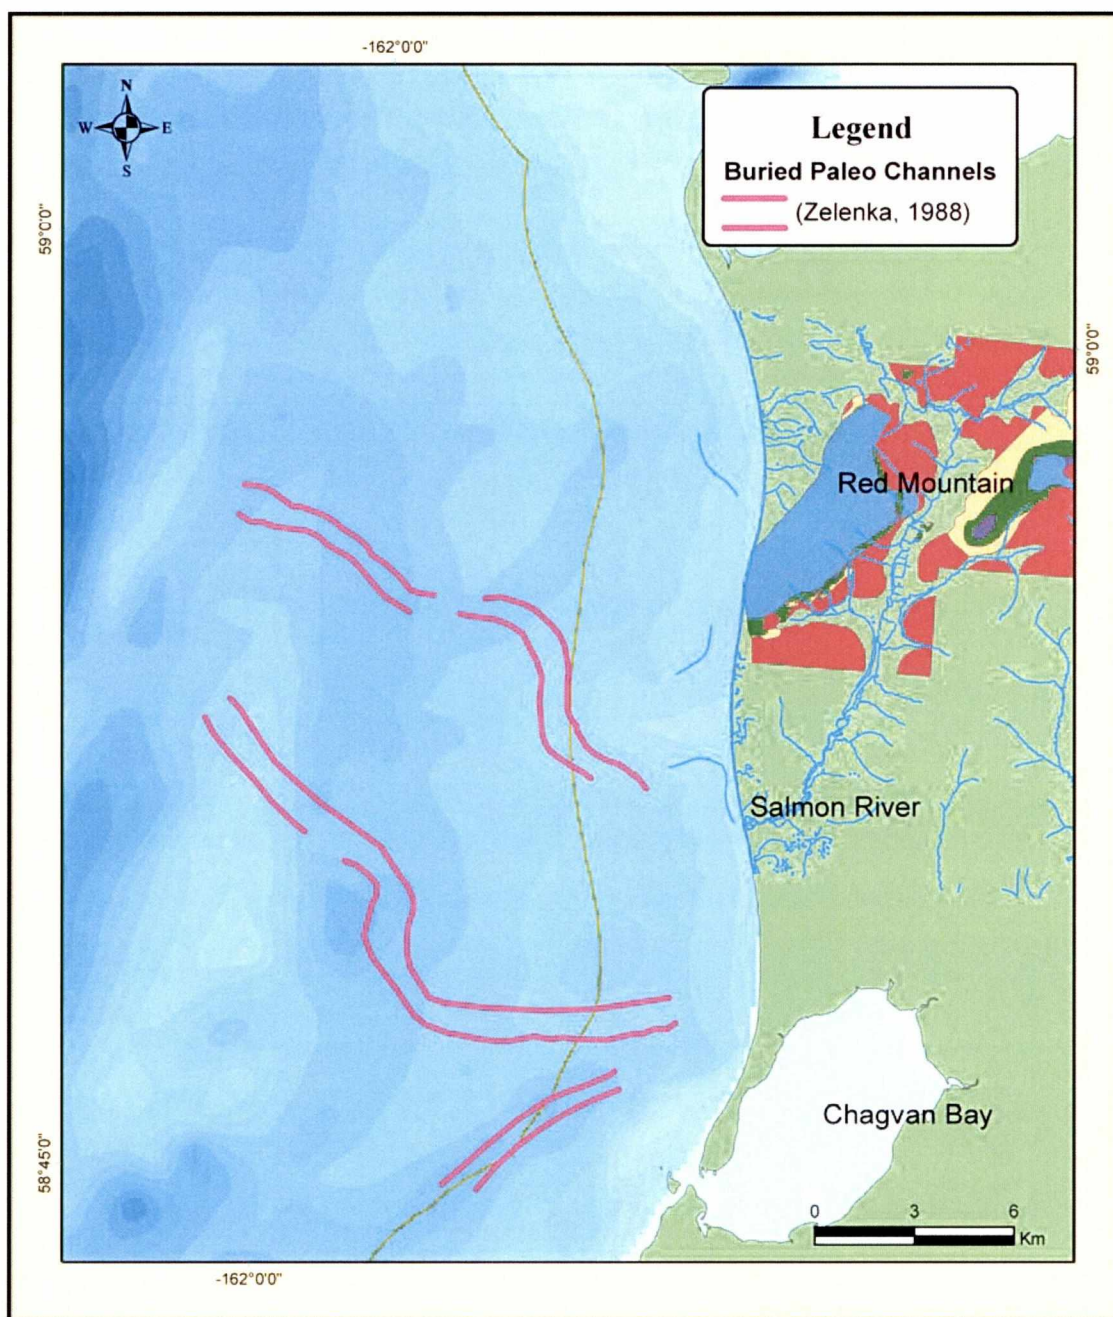 -162°0'0"
N
W E
S
Legend
Buried Paleo Channels
(Zelenka, 1988)
59°0'0"
59°0'0"
Red Mountain
Salmon River
Chagvan Bay
58°45'0"
0 3 6
Km
-162°0'0"